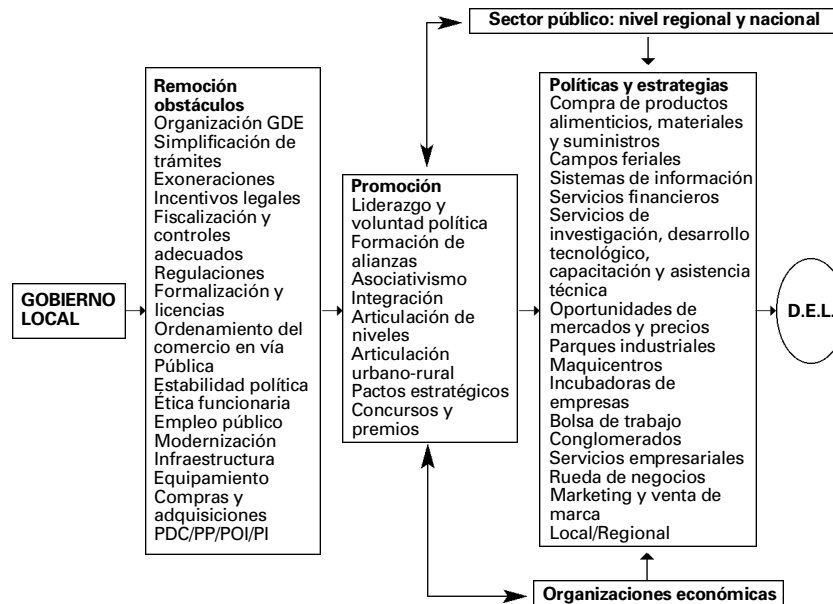 Sector público: nivel regional y nacional
GOBIERNO
LOCAL
Remoción
obstáculos
Organización GDE
Simplificación de
trámites
Exoneraciones
Incentivos legales
Fiscalización y
controles
adecuados
Regulaciones
Formalización y
licencias
Ordenamiento del
comercio en vía
Pública
Estabilidad política
Ética funcionaria
Empleo público
Modernización
Infraestructura
Equipamiento
Compras y
adquisiciones
PDC/PP/POI/PI
Promoción
Liderazgo y
voluntad política
Formación de
alianzas
Asociativismo
Integración
Articulación de
niveles
Articulación
urbano-rural
Pactos estratégicos
Concursos y
premios
Políticas y estrategias
Compra de productos
alimenticios, materiales
y suministros
Campos feriales
Sistemas de información
Servicios financieros
Servicios de
investigación, desarrollo
tecnológico,
capacitación y asistencia
técnica
Oportunidades de
mercados y precios
Parques industriales
Maquicentros
Incubadoras de
empresas
Bolsa de trabajo
Conglomerados
Servicios empresariales
Rueda de negocios
Marketing y venta de
marca
Local/Regional
D.E.L.
Organizaciones económicas